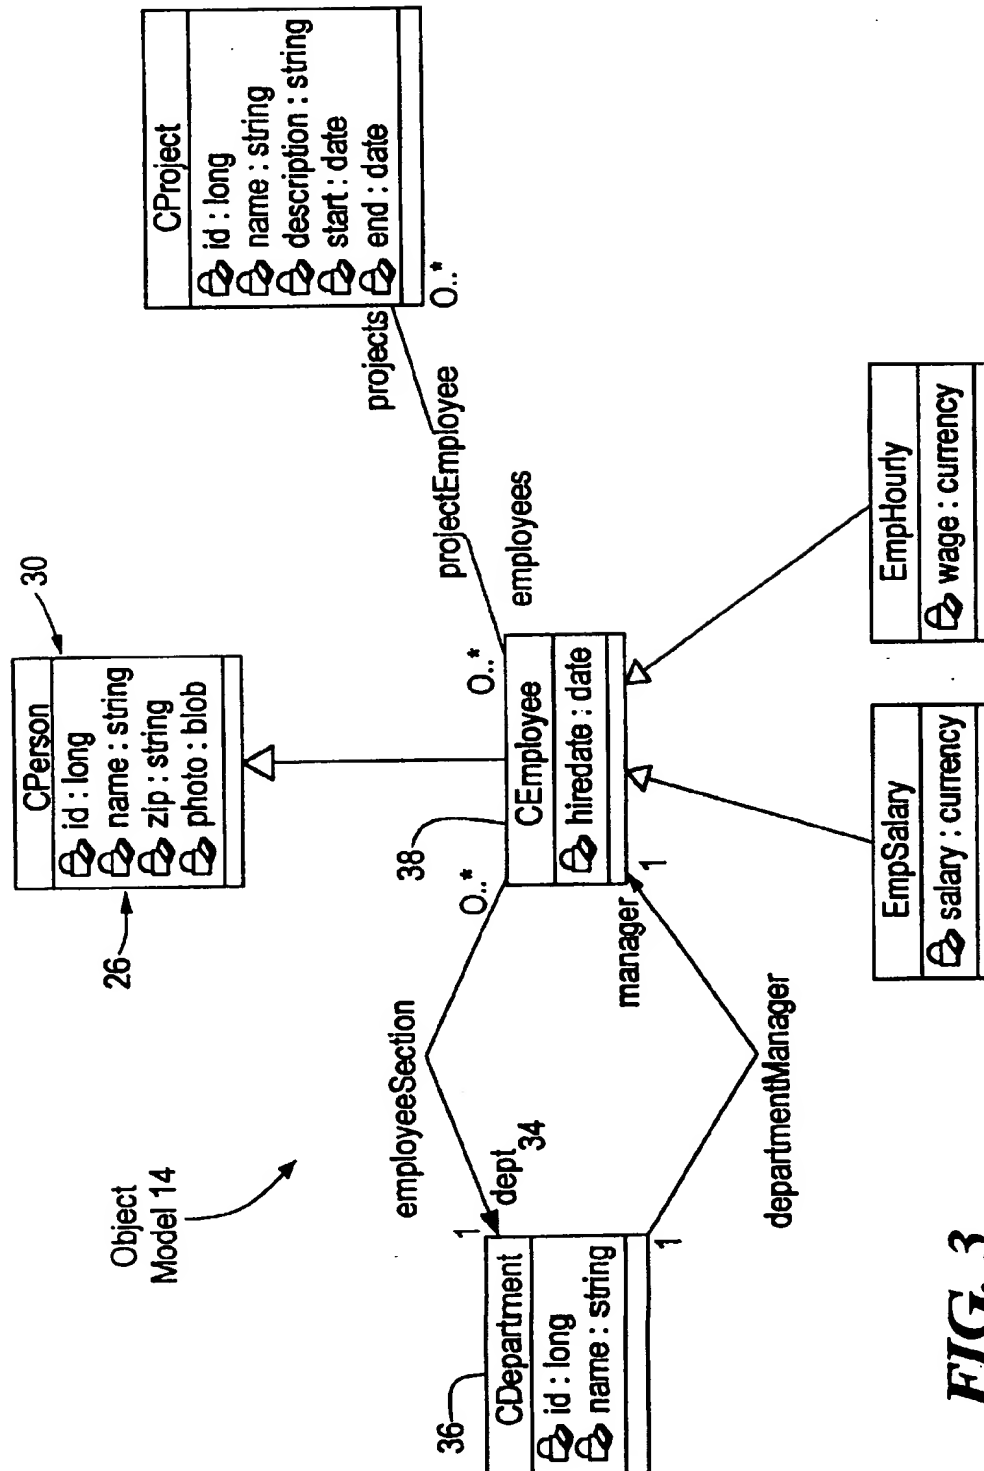 Object
Model 14
26
CPerson
id : long
name : string
zip : string
photo : blob
30
CProject
id : long
name : string
description : string
start : date
end : date
0..*
projects
projectEmployee
employees
0..*
38
CEmployee
hiredate : date
0..*
employeeSection
1
dept
34
36
CDepartment
id : long
name : string
1
departmentManager
manager
1
EmpSalary
salary : currency
EmpHourly
wage : currency
FIG. 3